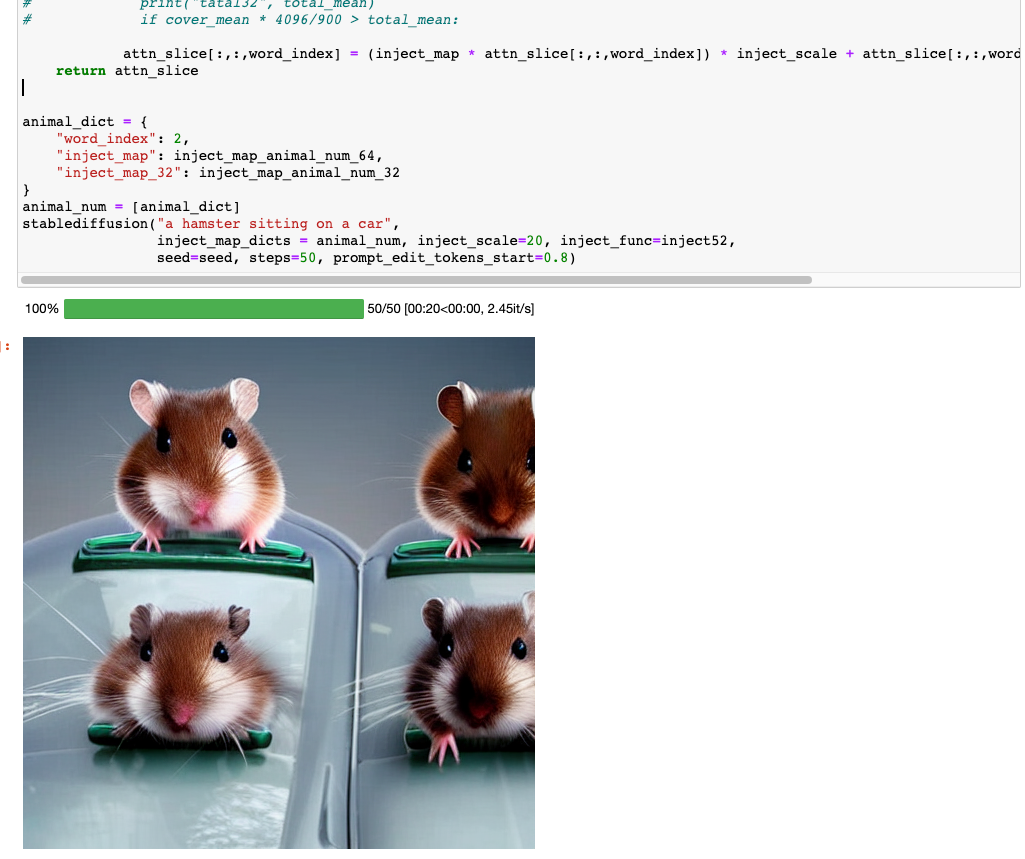 #             print("tatal32", total_mean)
#             if cover_mean * 4096/900 > total_mean:
            attn_slice[:,:,word_index] = (inject_map * attn_slice[:,:,word_index]) * inject_scale + attn_slice[:,:,word
    return attn_slice
animal_dict = {
    "word_index": 2,
    "inject_map": inject_map_animal_num_64,
    "inject_map_32": inject_map_animal_num_32
}
animal_num = [animal_dict]
stablediffusion("a hamster sitting on a car",
                inject_map_dicts = animal_num, inject_scale=20, inject_func=inject52,
                seed=seed, steps=50, prompt_edit_tokens_start=0.8)
100% 50/50 [00:20<00:00, 2.45it/s]
]: